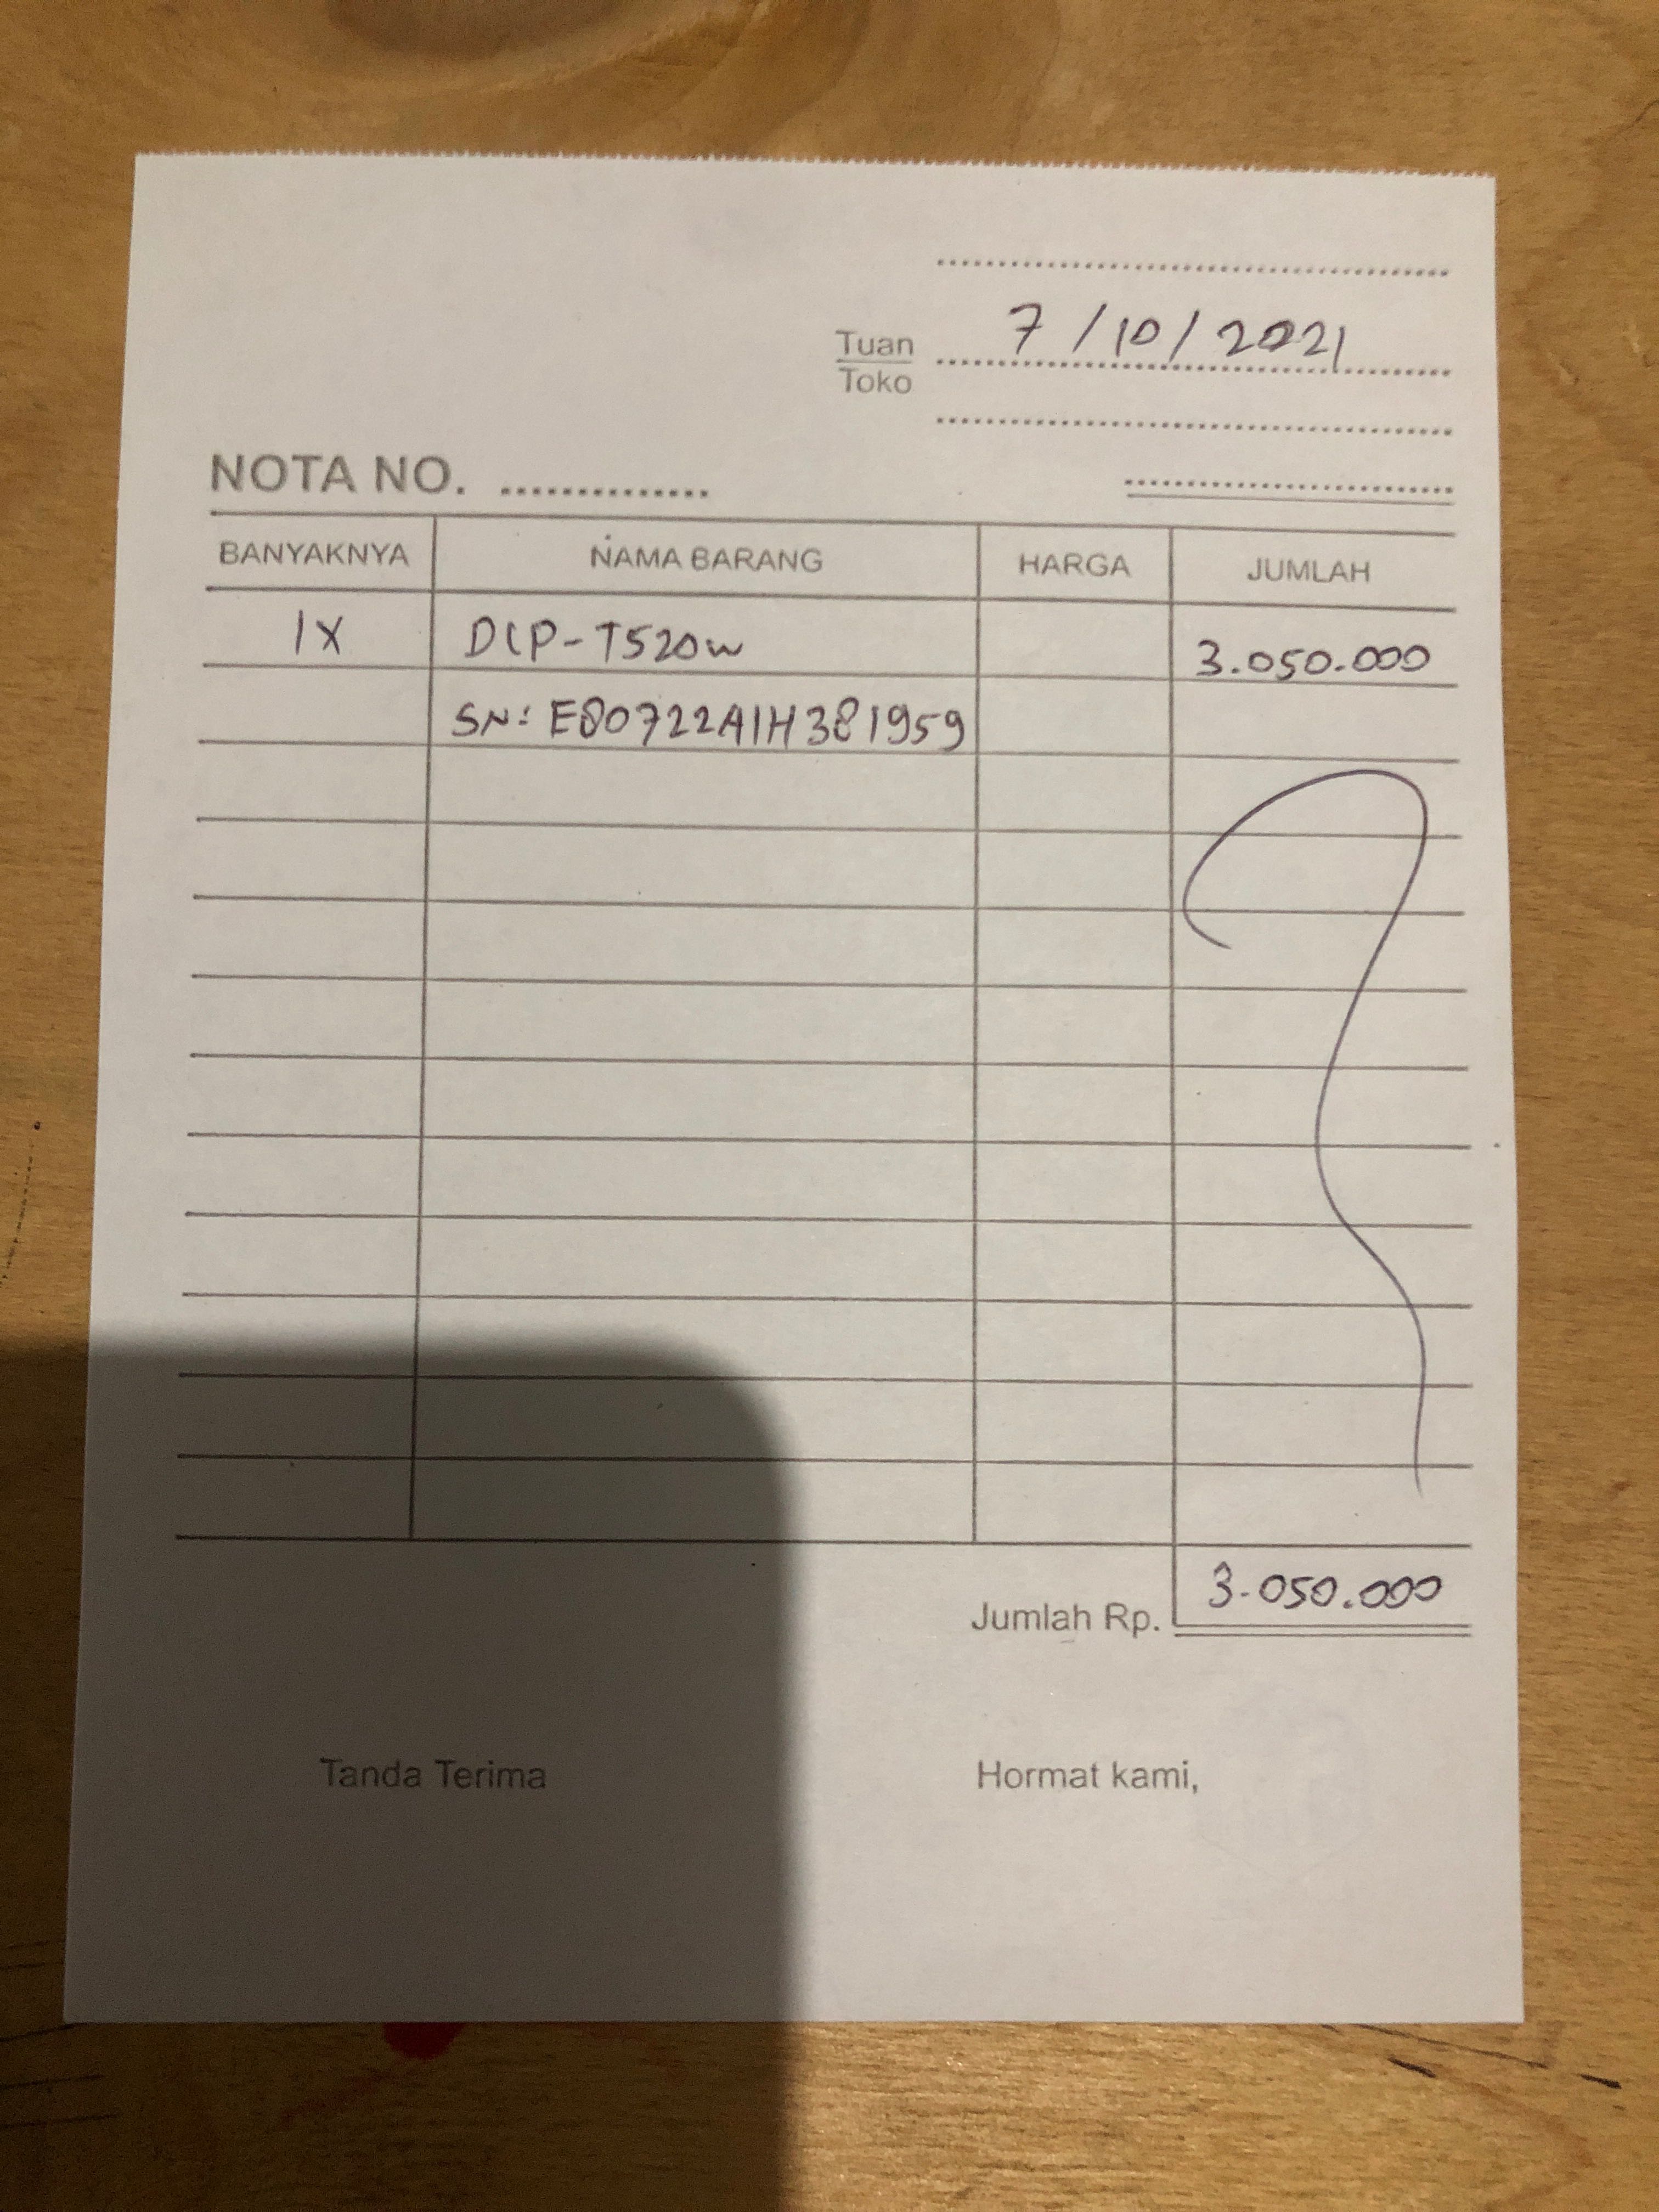 7/10/2021
Tuan
Toko
NOTA NO.
BANYAKNYA NAMA BARANG HARGA JUMLAH
1X DCP-T520W 3.050.000
SN: E80722A1H381959
Jumlah Rp. 3.050.000
Tanda Terima Hormat kami,